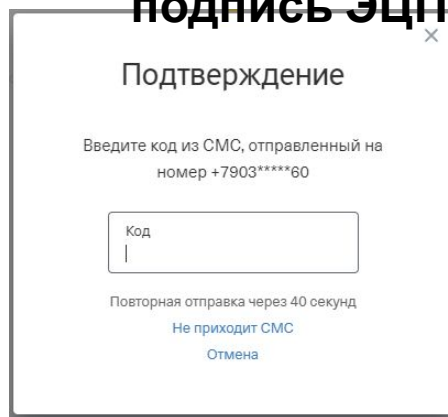 подпись ЭЦП
Подтверждение
Введите код из СМС, отправленный на
номер +7903*****60
Код
Повторная отправка через 40 секунд
Не приходит СМС
Отмена